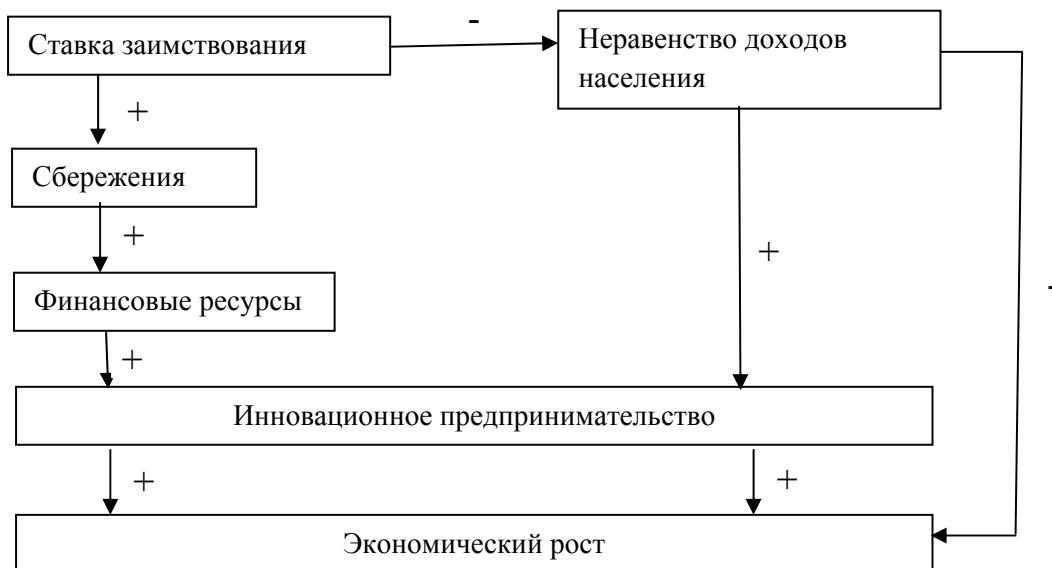 -
Ставка заимствования
Неравенство доходов
населения
+
Сбережения
+
+
-
Финансовые ресурсы
+
Инновационное предпринимательство
+
+
Экономический рост